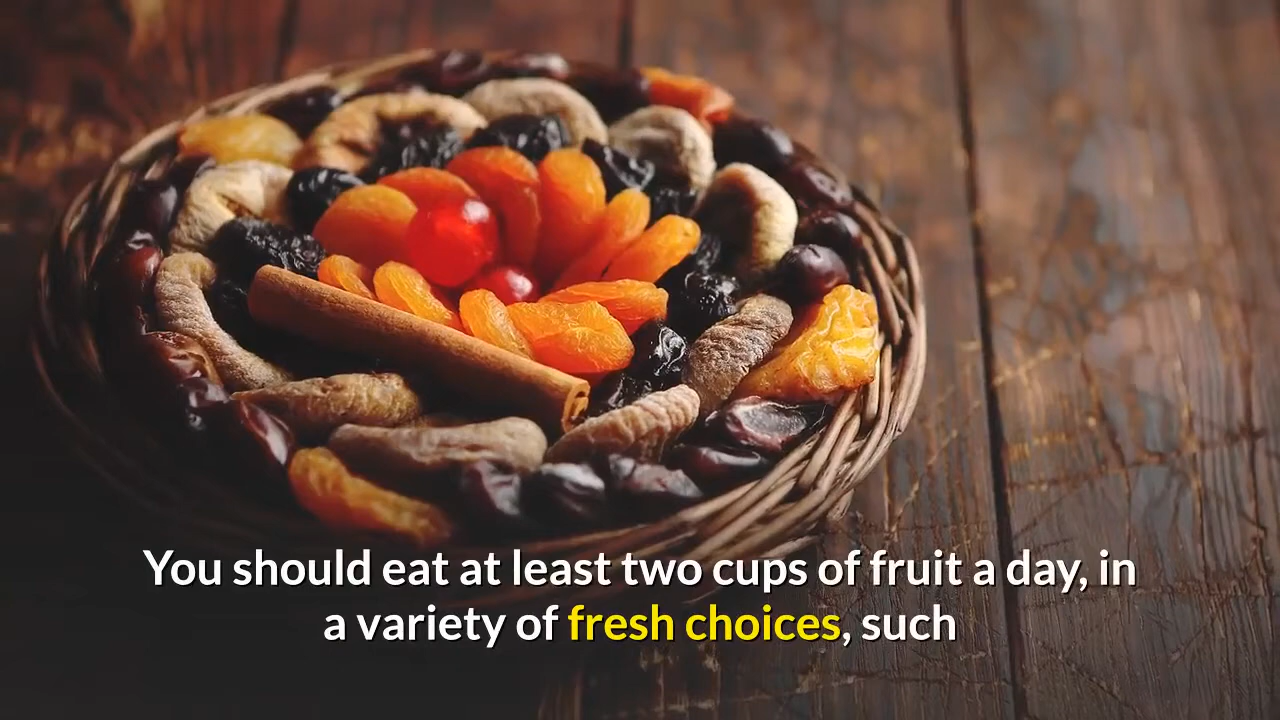 You should eat at least two cups of fruit a day, in
a variety of fresh choices, such